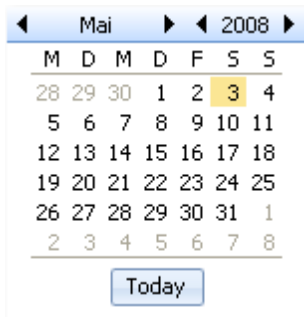 Mai 2008
M D M D F S S
28 29 30 1 2 3 4
5 6 7 8 9 10 11
12 13 14 15 16 17 18
19 20 21 22 23 24 25
26 27 28 29 30 31 1
2 3 4 5 6 7 8
Today